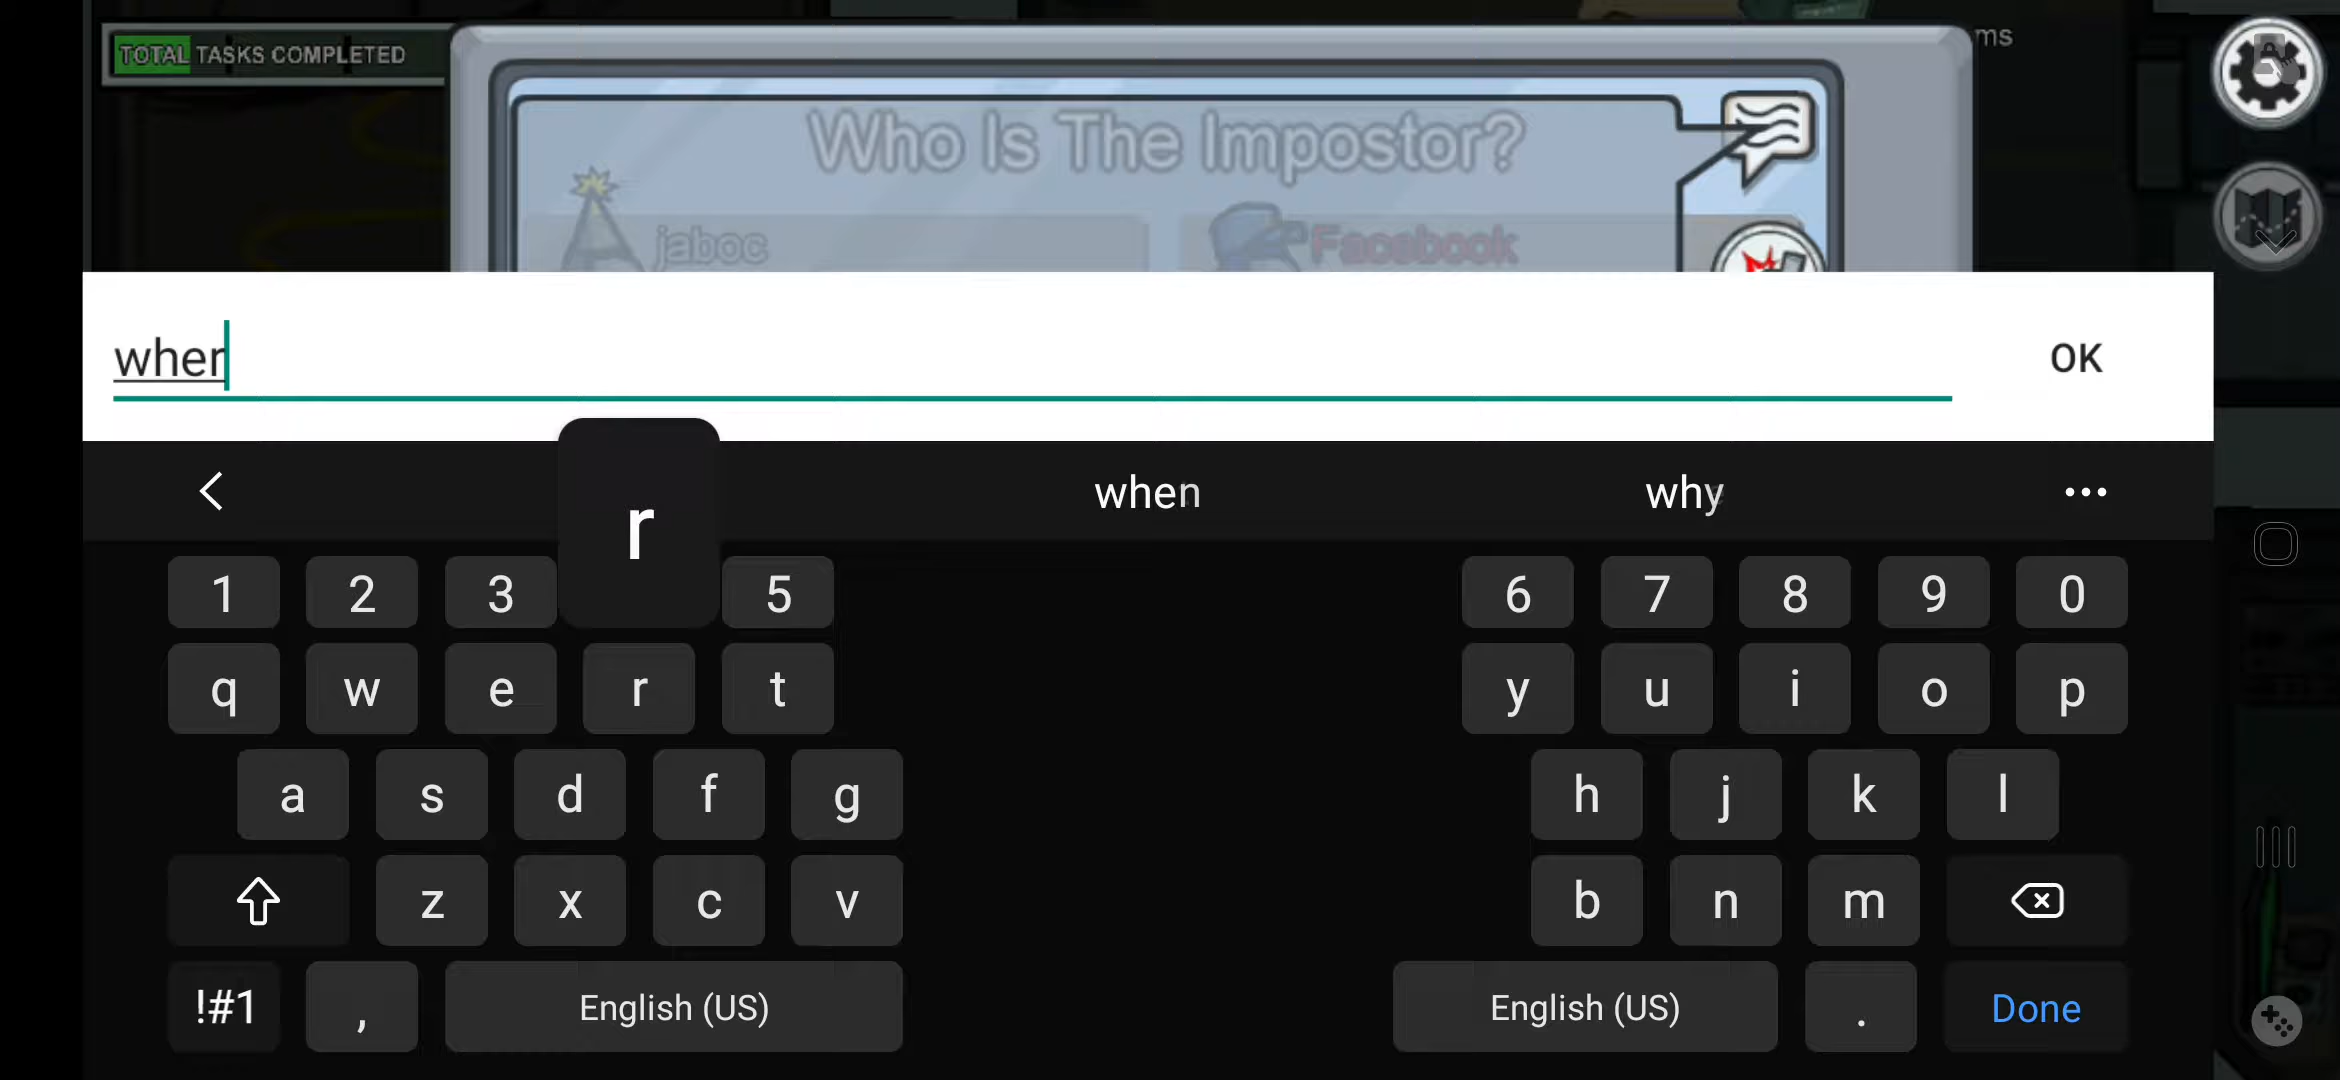 TOTAL TASKS COMPLETED
ms
Who Is The Impostor?
jaboc Facebook
wher OK
r when why
1 2 3 5 6 7 8 9 0
q w e r t y u i o p
a s d f g h j k l
z x c v b n m
!#1 , English (US) English (US) . Done